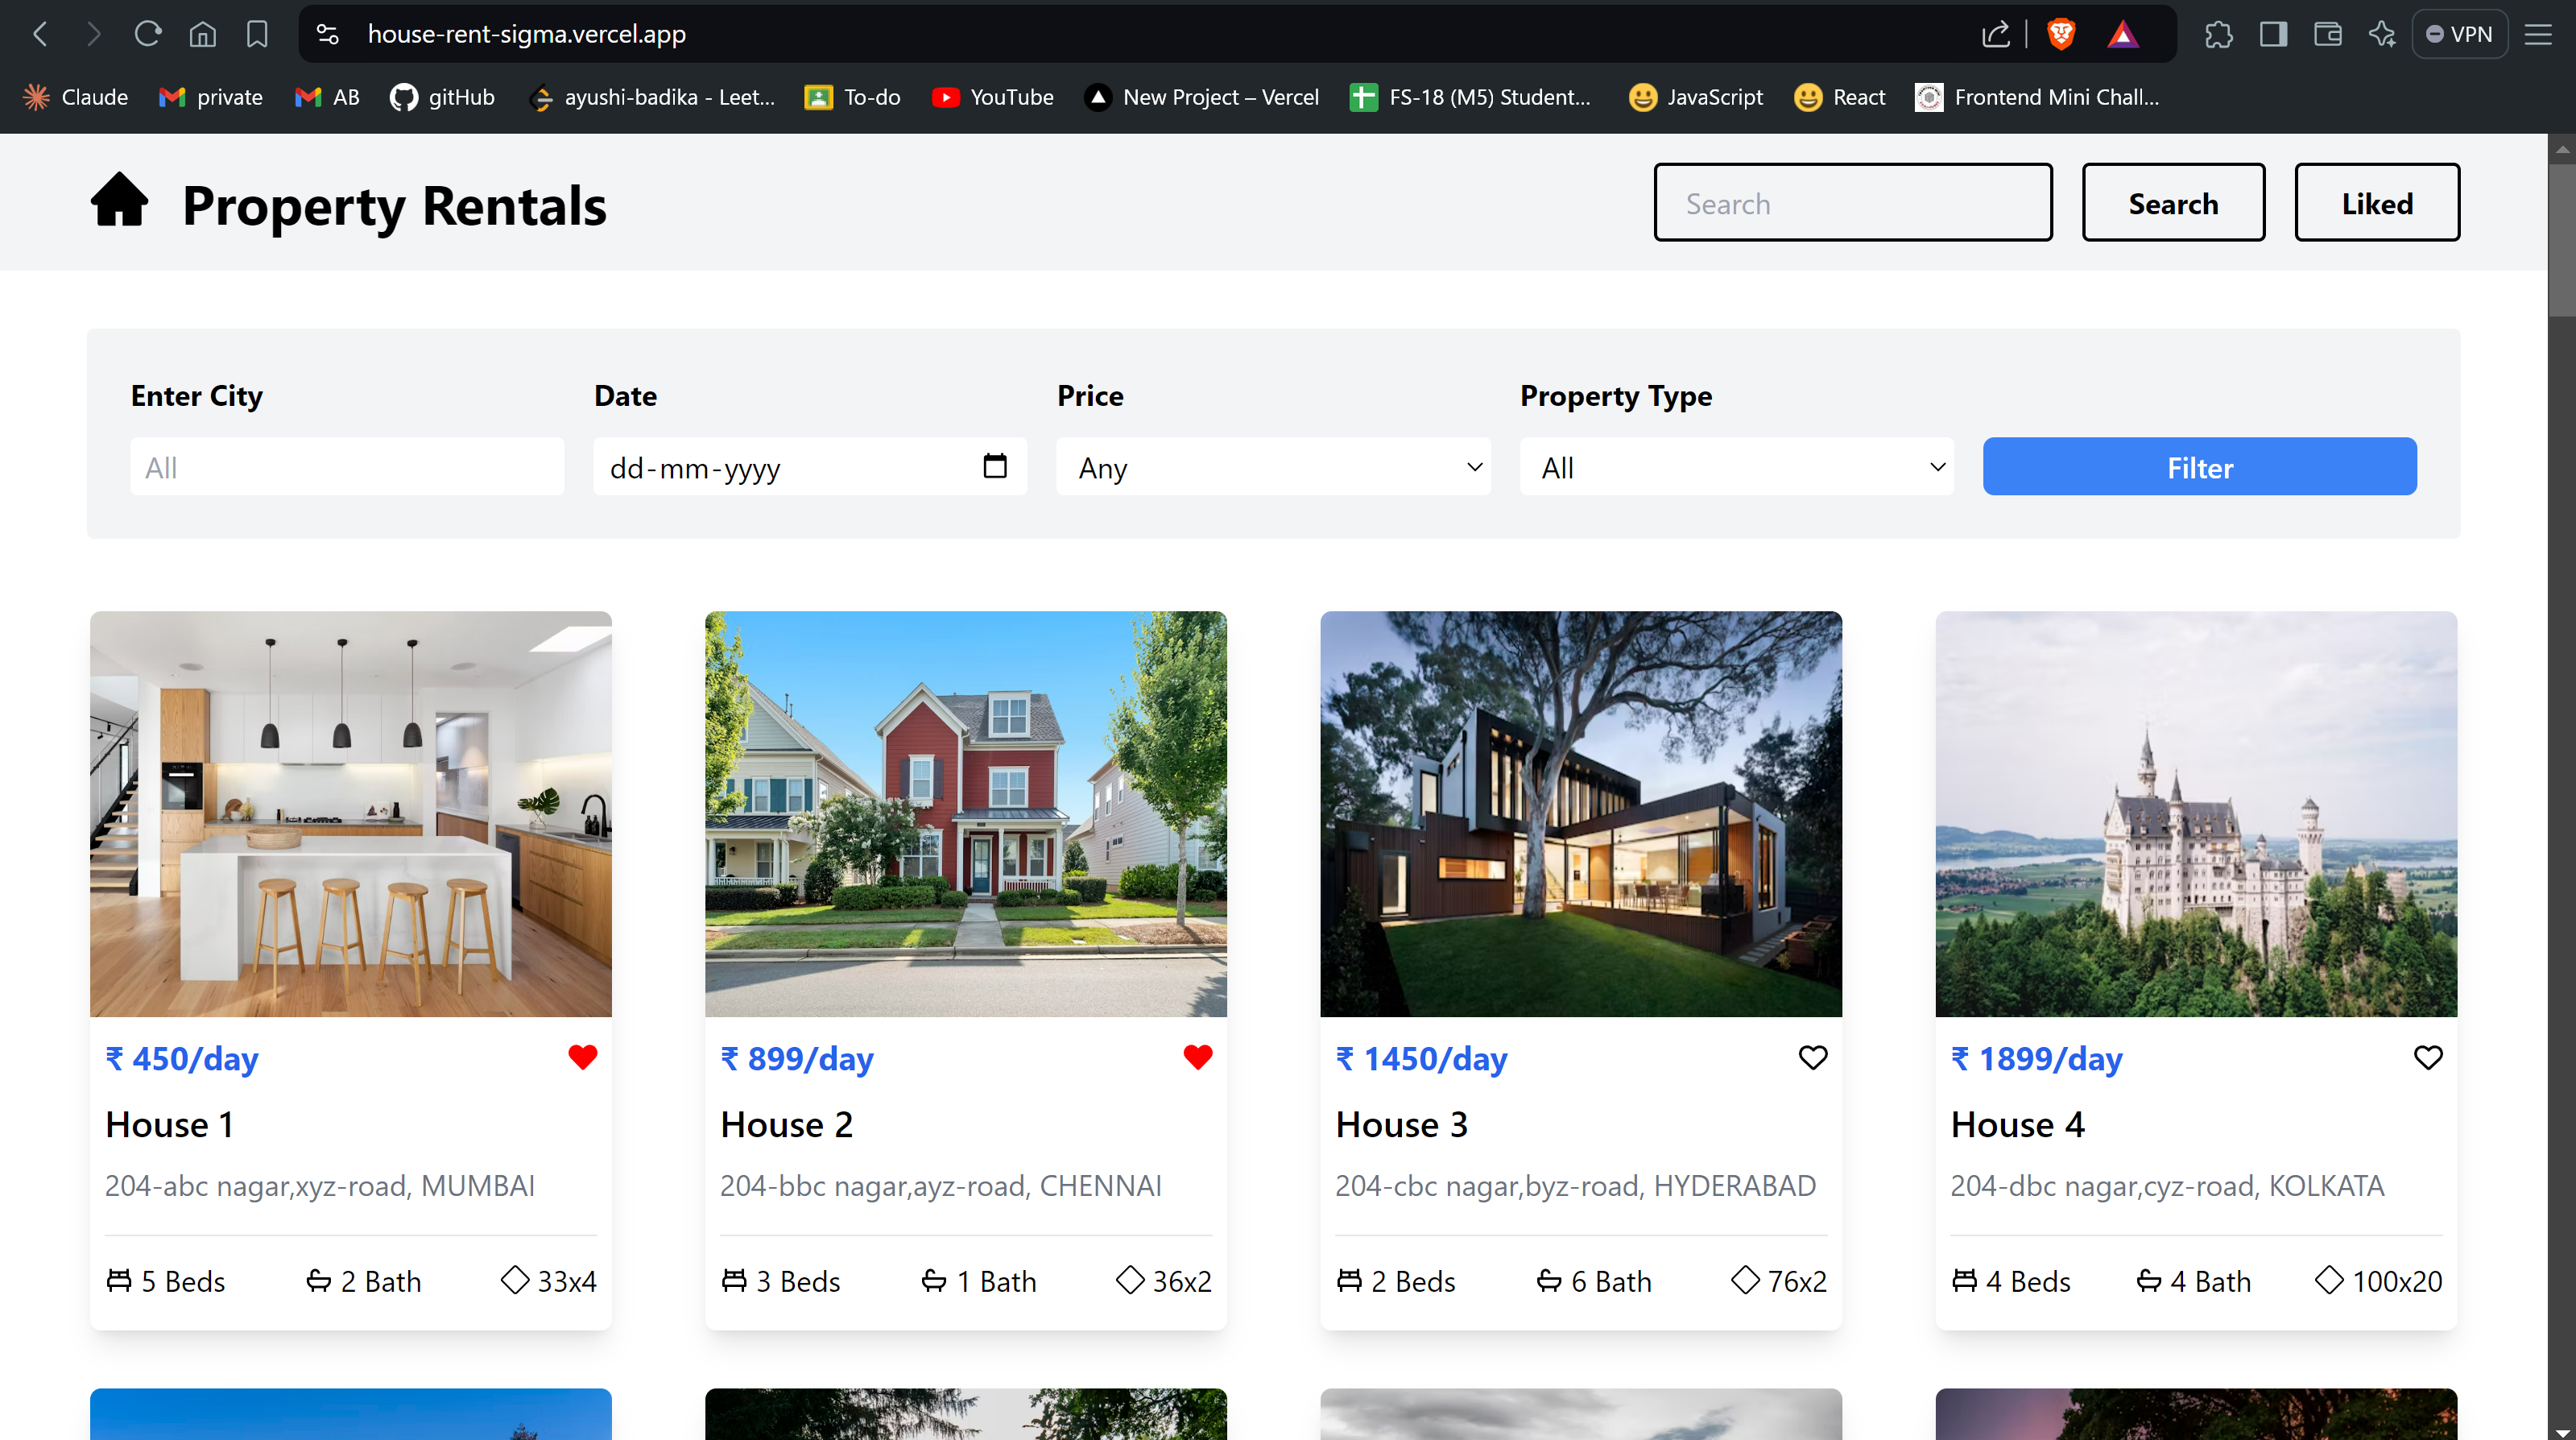 house-rent-sigma.vercel.app
VPN
Claude private AB gitHub ayushi-badika - Leet... To-do YouTube New Project – Vercel FS-18 (M5) Student... JavaScript React Frontend Mini Chall...
Property Rentals
Search Search Liked
Enter City Date Price Property Type
All dd-mm-yyyy Any All Filter
₹ 450/day ₹ 899/day ₹ 1450/day ₹ 1899/day
House 1 House 2 House 3 House 4
204-abc nagar,xyz-road, MUMBAI 204-bbc nagar,ayz-road, CHENNAI 204-cbc nagar,byz-road, HYDERABAD 204-dbc nagar,cyz-road, KOLKATA
5 Beds 2 Bath 33x4 3 Beds 1 Bath 36x2 2 Beds 6 Bath 76x2 4 Beds 4 Bath 100x20